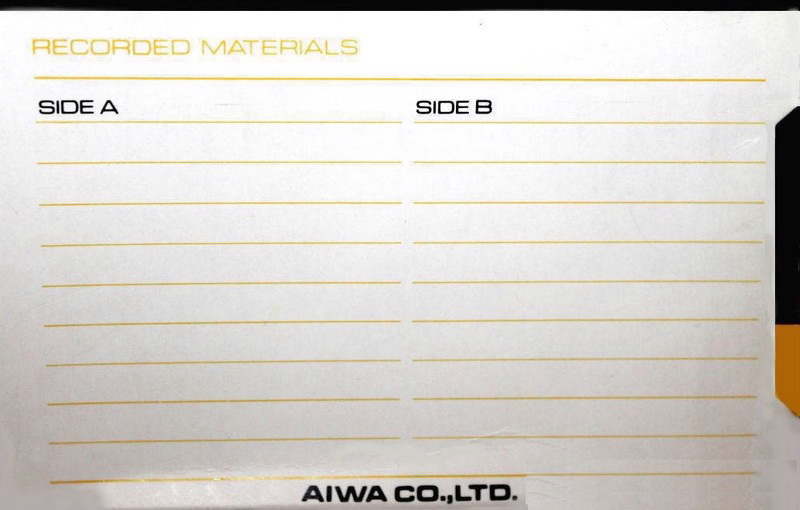 RECORDED MATERIALS
SIDE A
SIDE B
AIWA CO.,LTD.